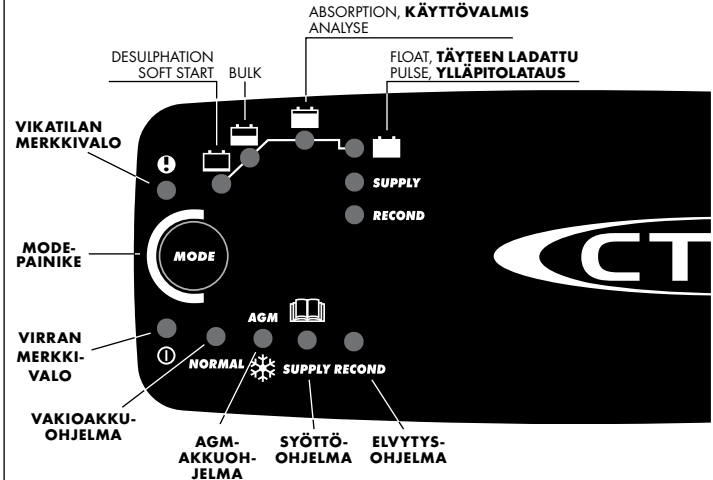 ABSORPTION, KÄYTTÖVALMIS
ANALYSE
DESULPHATION
SOFT START
BULK
FLOAT, TÄYTEEN LADATTU
PULSE, YLLÄPITOLATAUS
VIKATILAN
MERKKIVALO
SUPPLY
RECOND
MODE-
PAINIKE
MODE
CT
AGM
VIRRAN
MERKKI-
VALO
NORMAL
SUPPLY RECOND
VAKIOAKKU-
OHJELMA
AGM-
AKKUOH-
JELMA
SYÖTTÖ-
OHJELMA
ELVYTYS-
OHJELMA